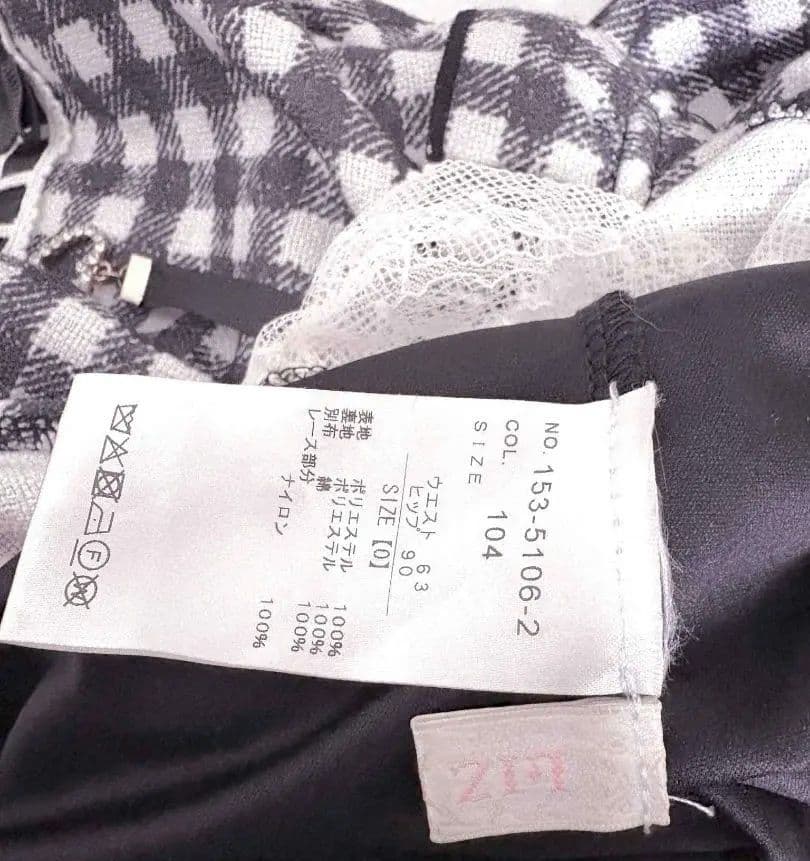 NO. 153-5106-2
COL. 104
SIZE
ウエスト 63
ヒップ 90
SIZE【0】
表地 ポリエステル 100%
裏地 ポリエステル 100%
別布 綿 100%
レース部分
ナイロン 100%
F